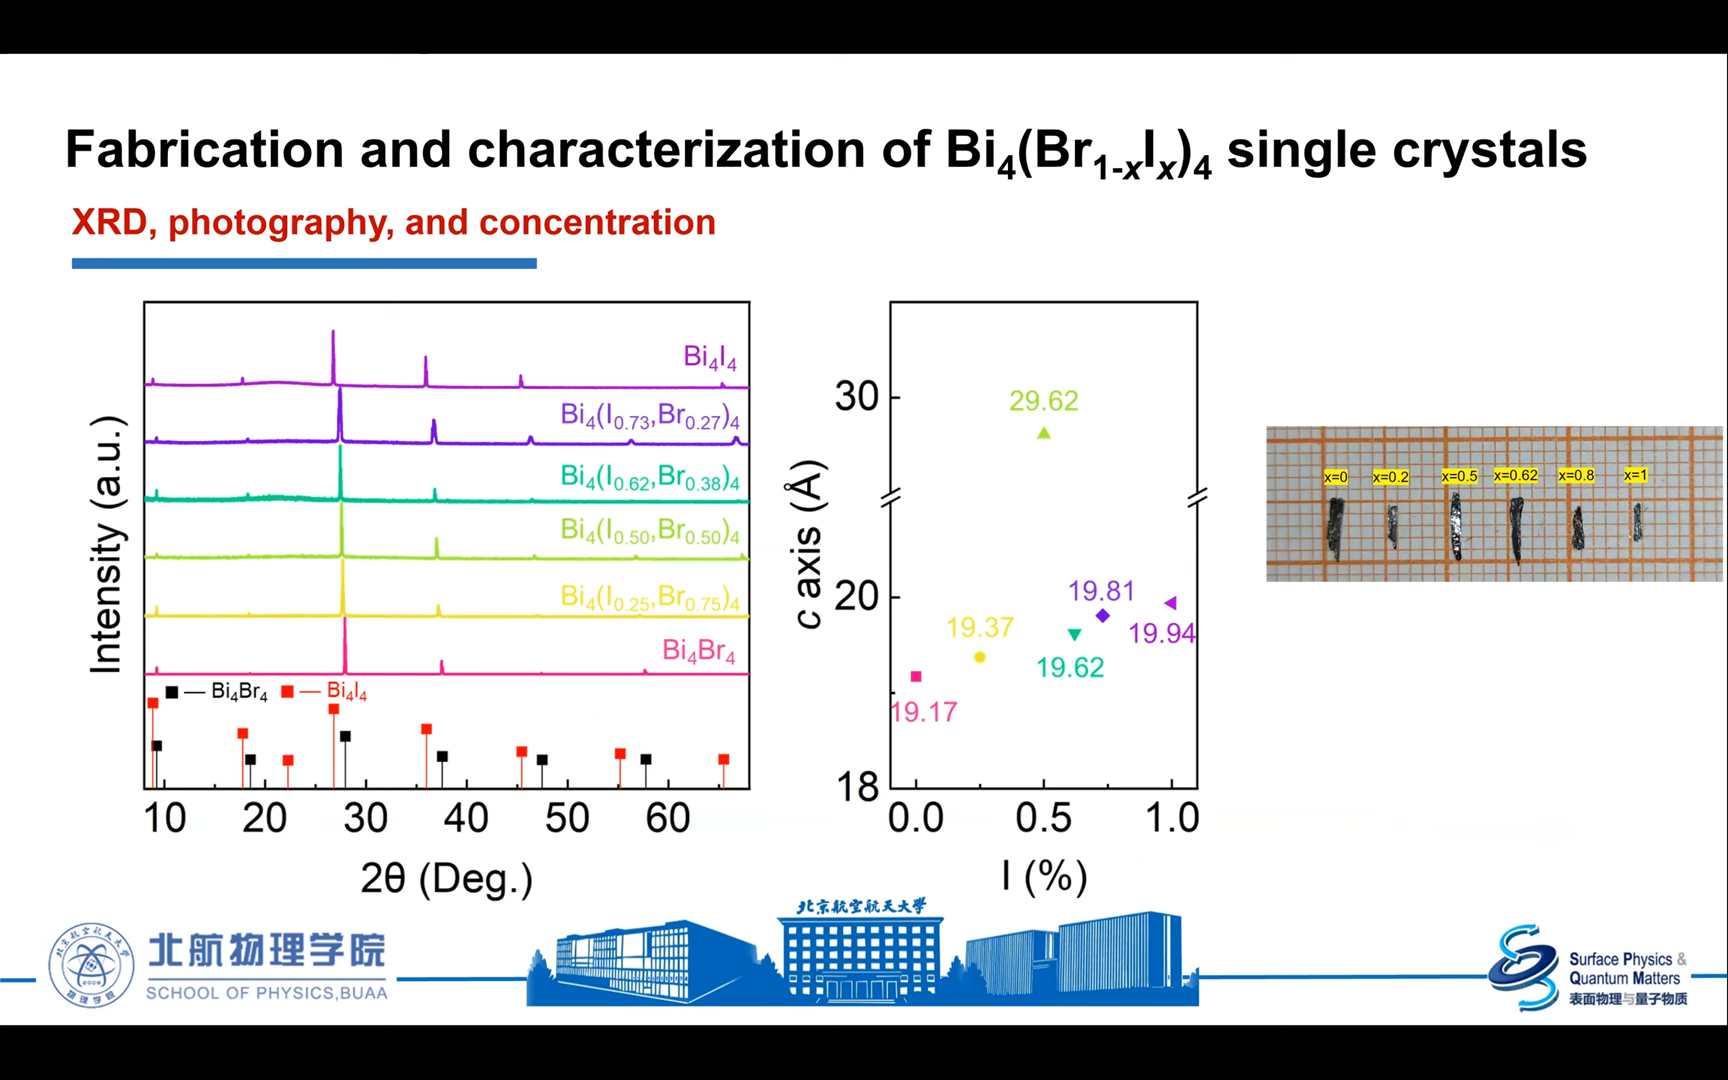 Fabrication and characterization of Bi₄(Br₁₋ₓIₓ)₄ single crystals
XRD, photography, and concentration
Intensity (a.u.)
Bi₄I₄
Bi₄(I₀.₇₃,Br₀.₂₇)₄
Bi₄(I₀.₆₂,Br₀.₃₈)₄
Bi₄(I₀.₅₀,Br₀.₅₀)₄
Bi₄(I₀.₂₅,Br₀.₇₅)₄
Bi₄Br₄
— Bi₄Br₄ — Bi₄I₄
10 20 30 40 50 60
2θ (Deg.)
c axis (Å)
30
20
18
29.62
19.81
19.37
19.94
19.62
19.17
0.0 0.5 1.0
I (%)
x=0 x=0.2 x=0.5 x=0.62 x=0.8 x=1
北航物理学院
SCHOOL OF PHYSICS,BUAA
北京航空航天大学
Surface Physics &
Quantum Matters
表面物理与量子物质